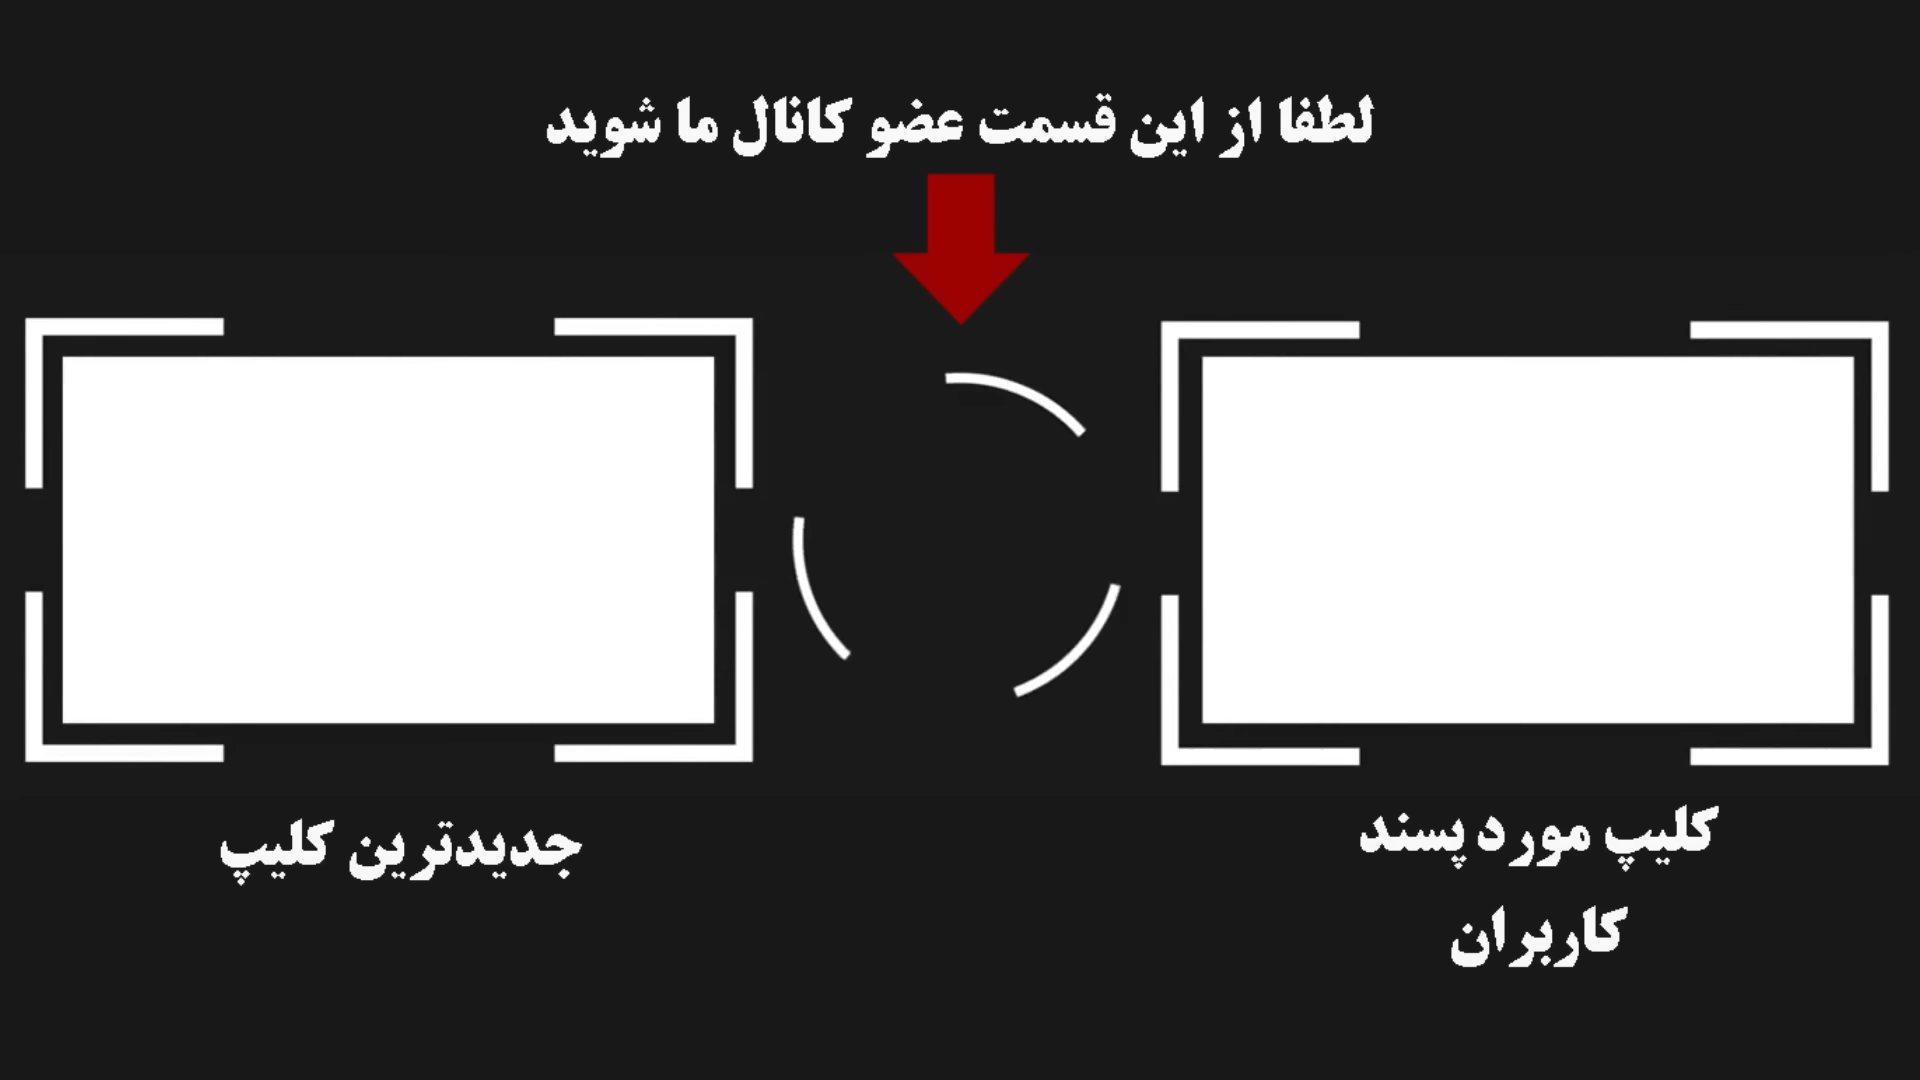 لطفا از این قسمت عضو کانال ما شوید
کلیپ مورد پسند
کاربران
جدیدترین کلیپ